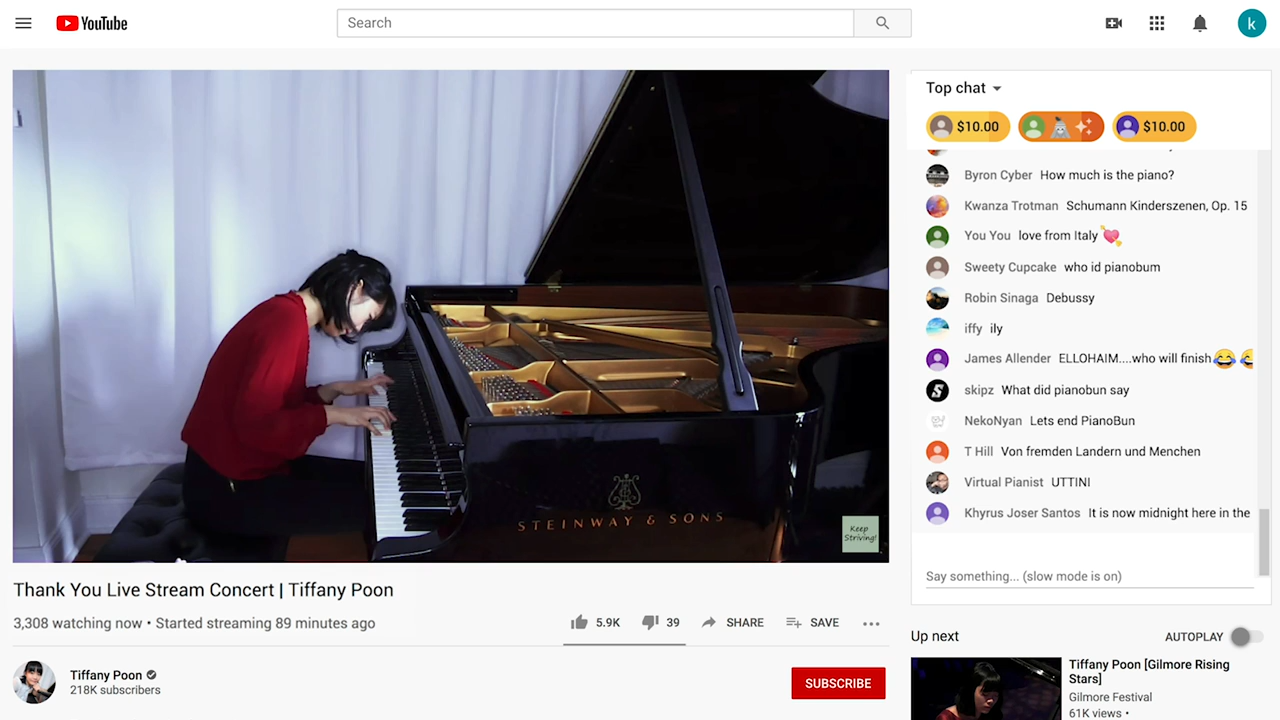 YouTube
Search
k
STEINWAY & SONS
Keep
Striving!
Thank You Live Stream Concert | Tiffany Poon
3,308 watching now • Started streaming 89 minutes ago
5.9K
39
SHARE
SAVE
Tiffany Poon
218K subscribers
SUBSCRIBE
Top chat
$10.00
$10.00
Byron Cyber How much is the piano?
Kwanza Trotman Schumann Kinderszenen, Op. 15
You You love from Italy
Sweety Cupcake who id pianobum
Robin Sinaga Debussy
iffy ily
James Allender ELLOHAIM....who will finish
skipz What did pianobun say
NekoNyan Lets end PianoBun
T Hill Von fremden Landern und Menchen
Virtual Pianist UTTINI
Khyrus Joser Santos It is now midnight here in the
Say something... (slow mode is on)
Up next
AUTOPLAY
Tiffany Poon [Gilmore Rising
Stars]
Gilmore Festival
61K views •